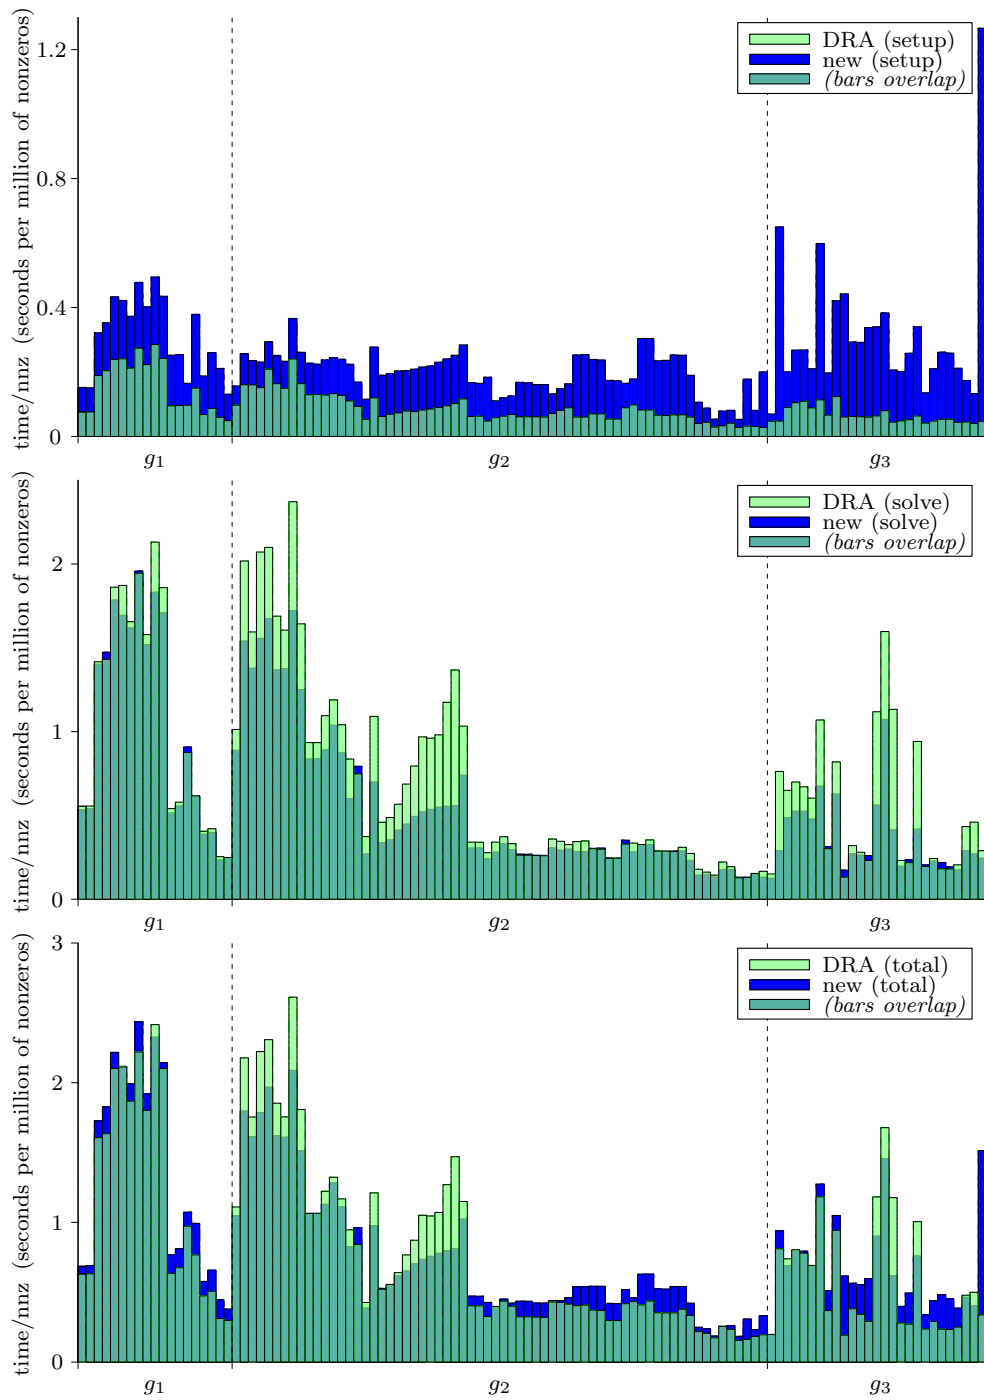 time/nnz (seconds per million of nonzeros)
1.2
0.8
0.4
0
DRA (setup)
new (setup)
(bars overlap)
g1
g2
g3
time/nnz (seconds per million of nonzeros)
2
1
0
DRA (solve)
new (solve)
(bars overlap)
g1
g2
g3
time/nnz (seconds per million of nonzeros)
3
2
1
0
DRA (total)
new (total)
(bars overlap)
g1
g2
g3